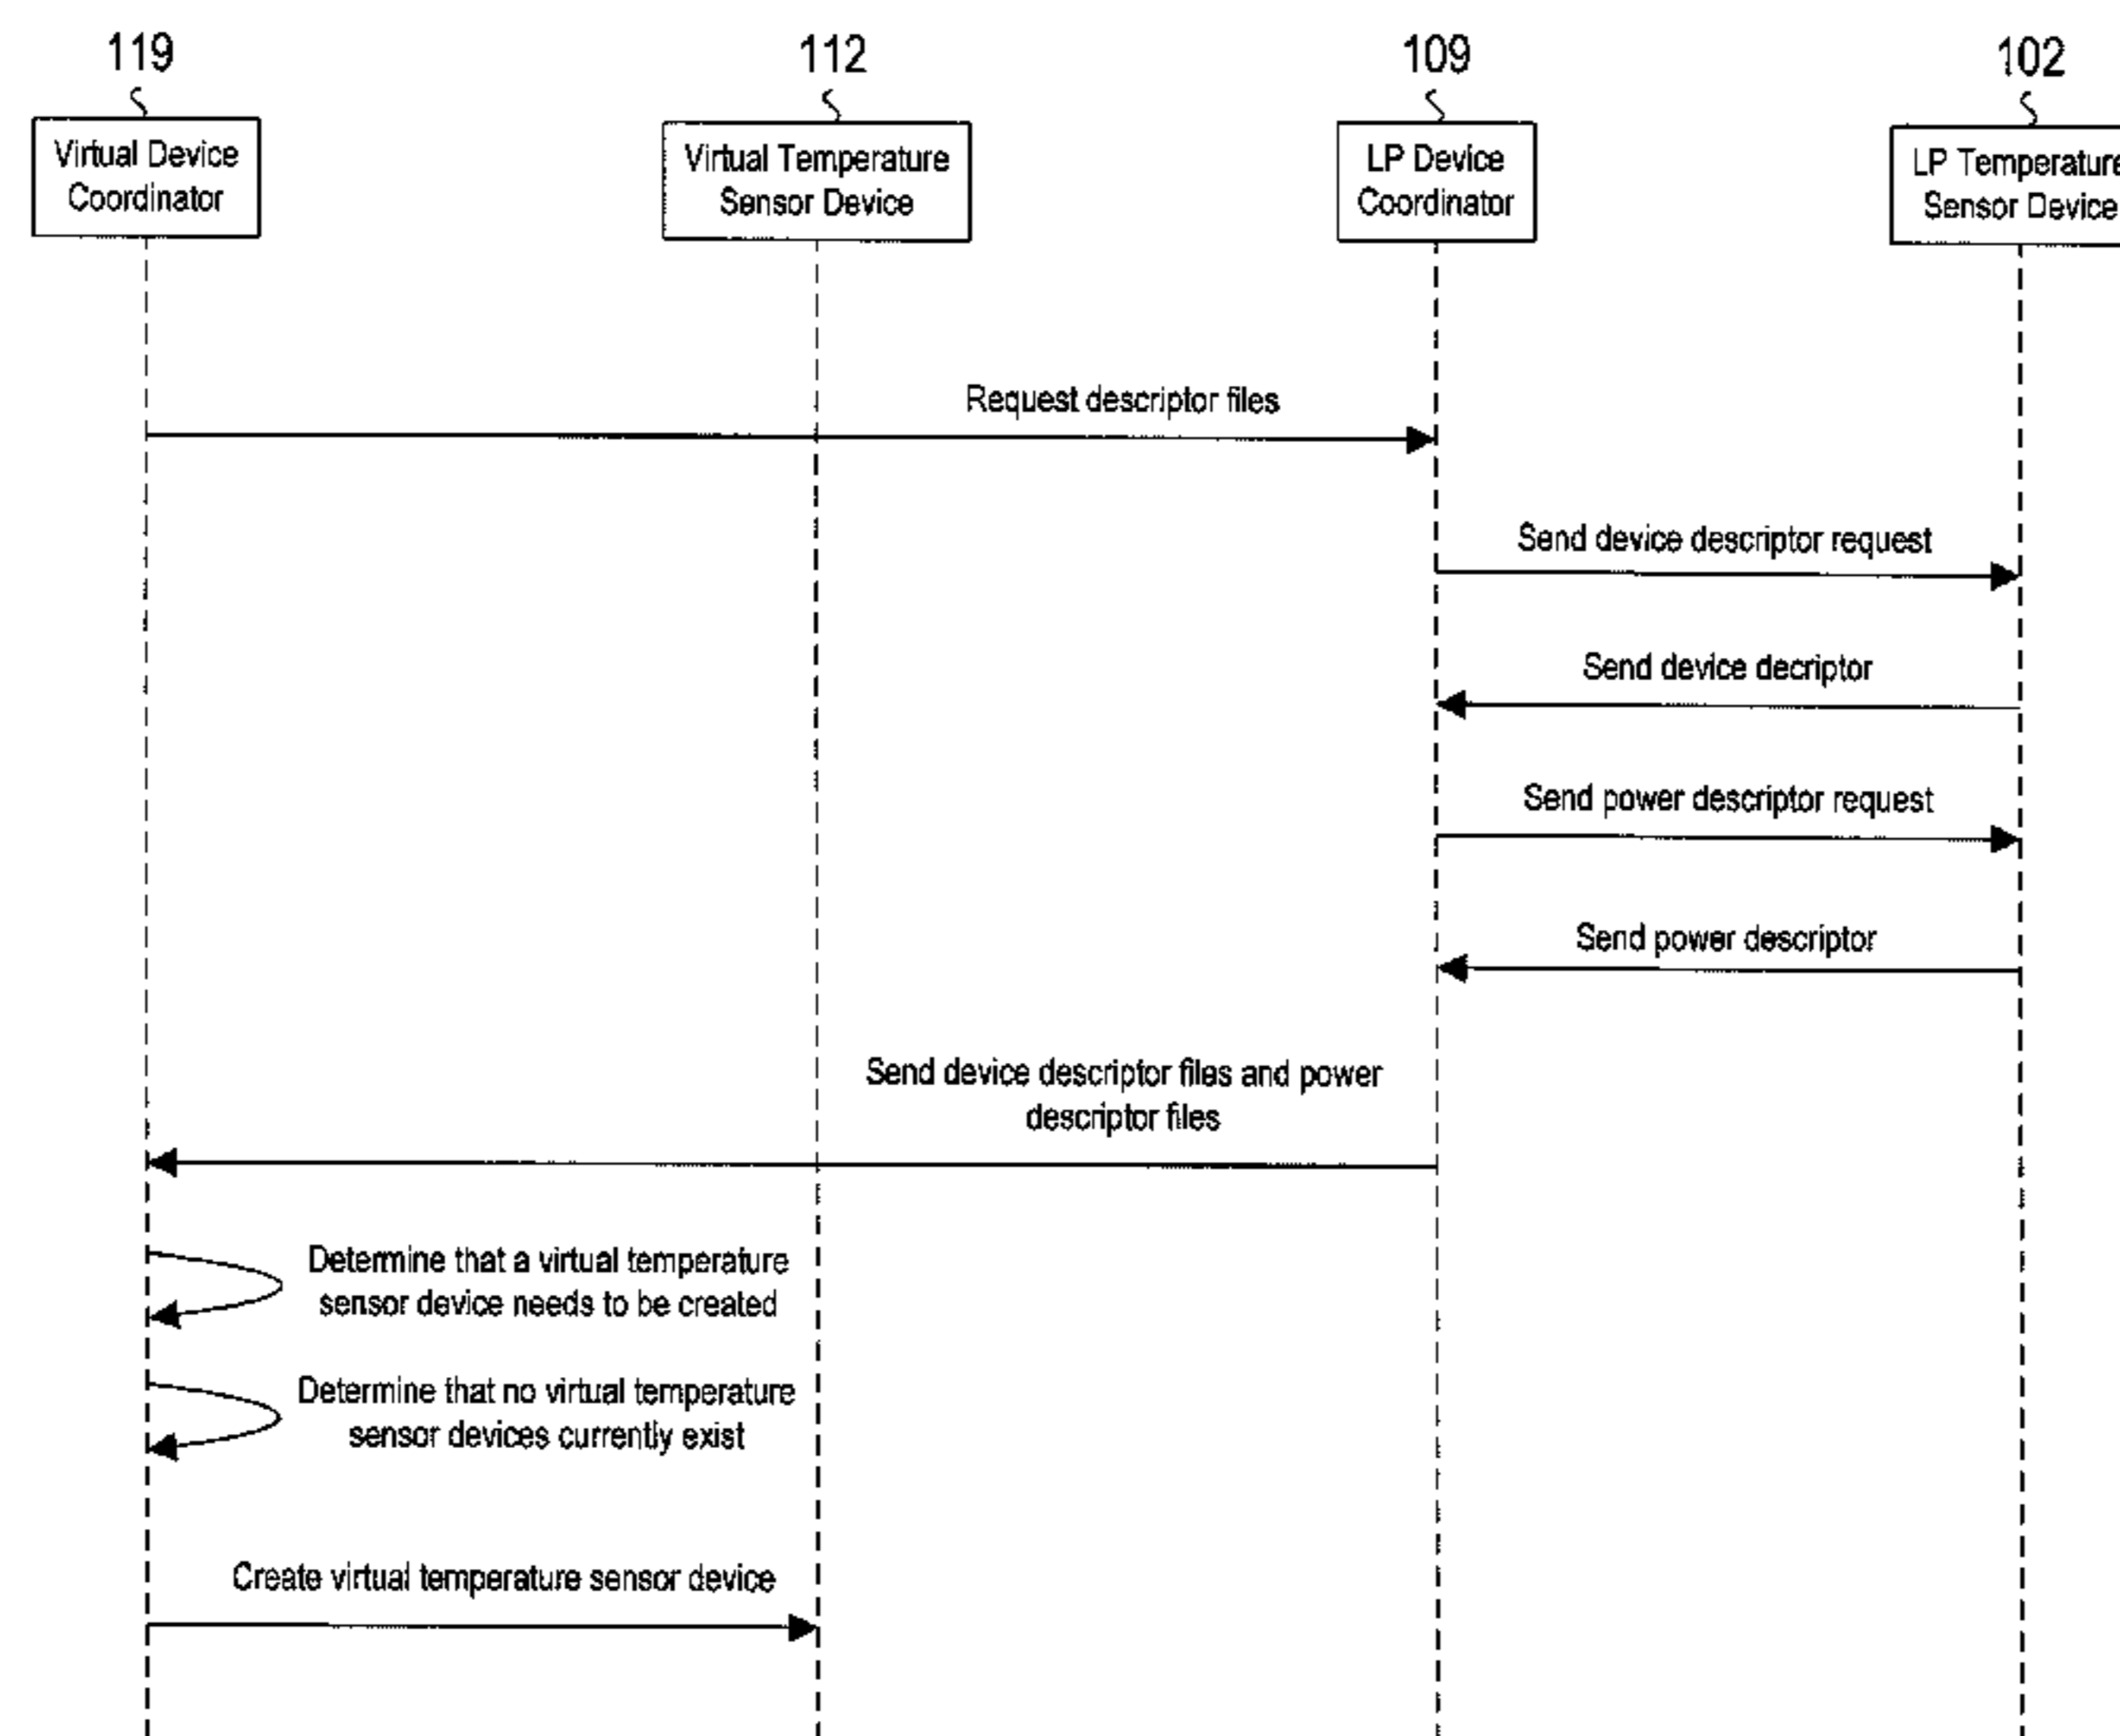 119
112
109
102
Virtual Device
Coordinator
Virtual Temperature
Sensor Device
LP Device
Coordinator
LP Temperature
Sensor Device
Request descriptor files
Send device descriptor request
Send device decriptor
Send power descriptor request
Send power descriptor
Send device descriptor files and power
descriptor files
Determine that a virtual temperature
sensor device needs to be created
Determine that no virtual temperature
sensor devices currently exist
Create virtual temperature sensor device